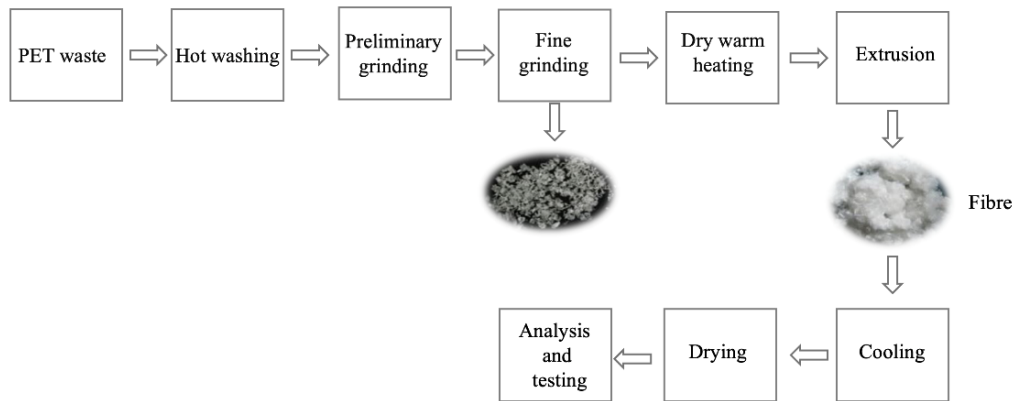 PET waste
Hot washing
Preliminary
grinding
Fine
grinding
Dry warm
heating
Extrusion
Fibre
Analysis
and
testing
Drying
Cooling